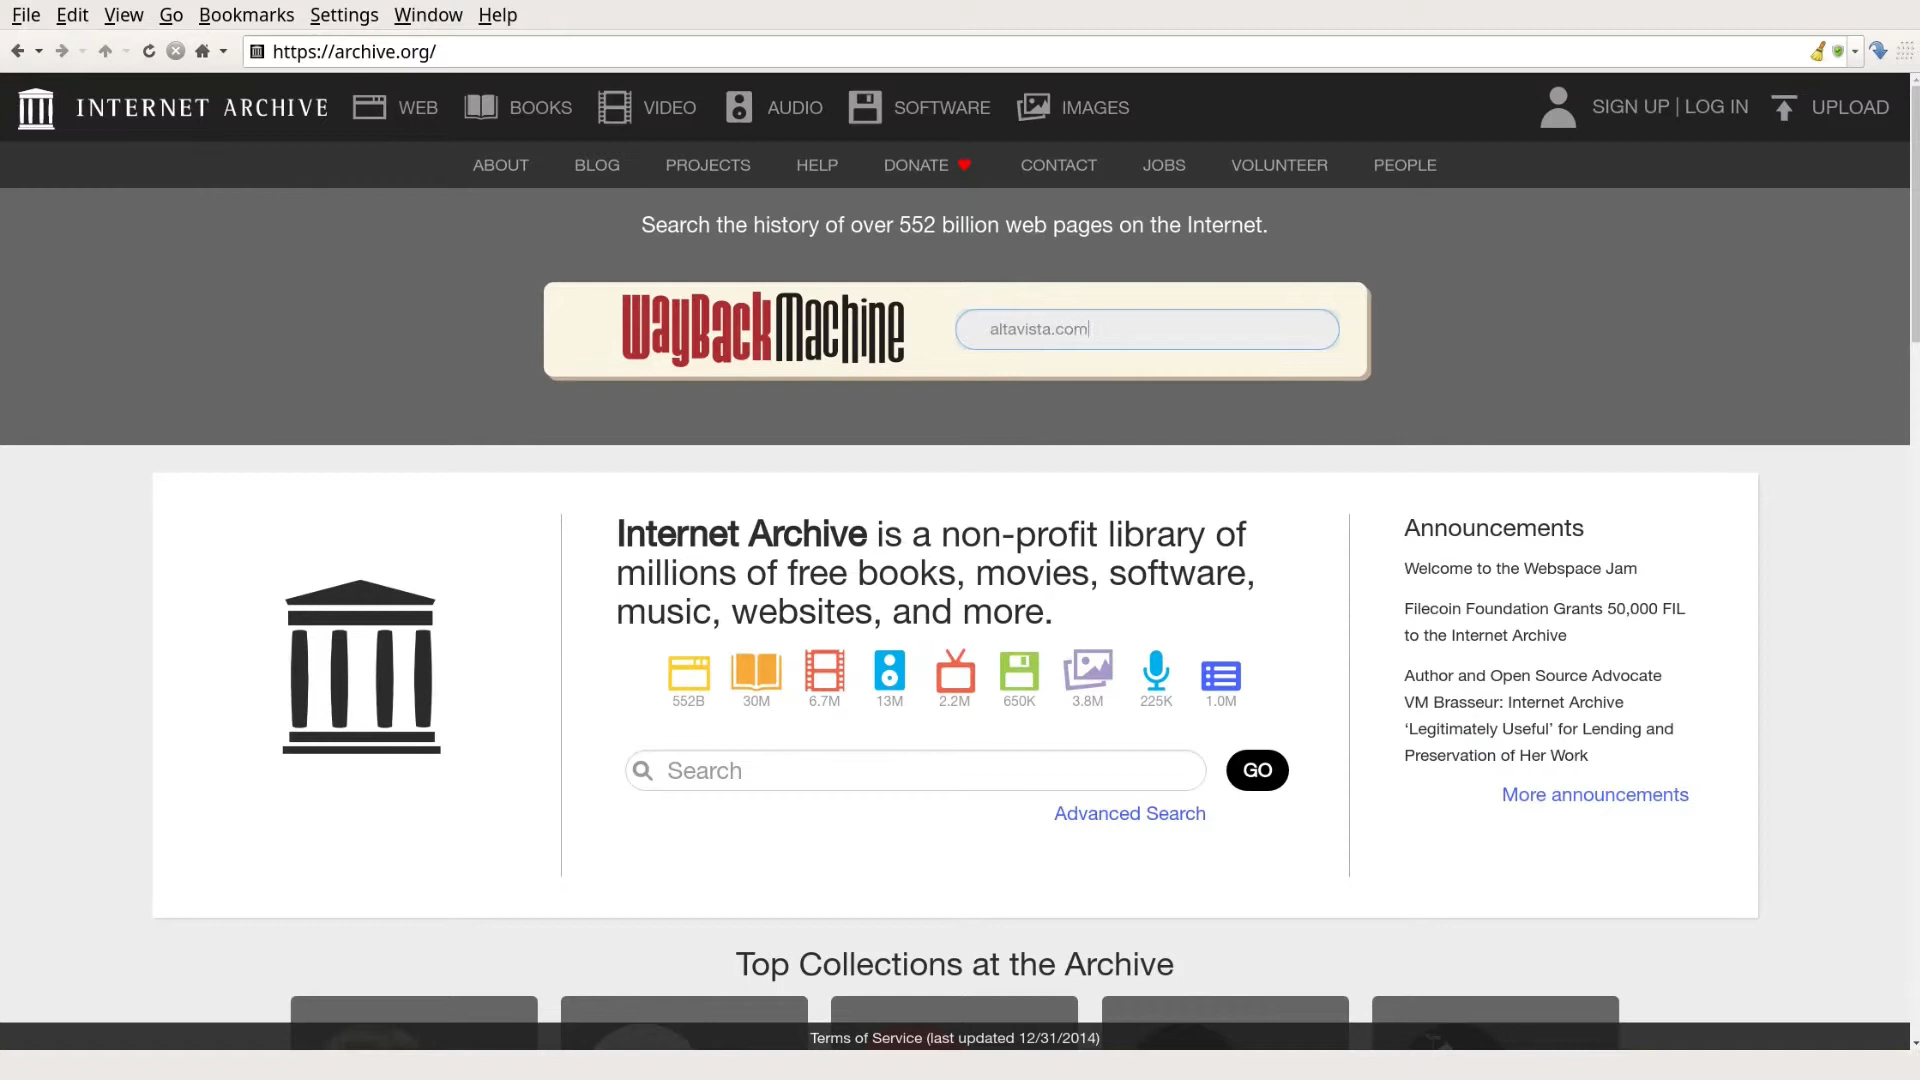 File Edit View Go Bookmarks Settings Window Help
https://archive.org/
INTERNET ARCHIVE WEB BOOKS VIDEO AUDIO SOFTWARE IMAGES SIGN UP | LOG IN UPLOAD
ABOUT BLOG PROJECTS HELP DONATE CONTACT JOBS VOLUNTEER PEOPLE
Search the history of over 552 billion web pages on the Internet.
WayBackMachine
altavista.com
Internet Archive is a non-profit library of
millions of free books, movies, software,
music, websites, and more.
552B 30M 6.7M 13M 2.2M 650K 3.8M 225K 1.0M
Search GO
Advanced Search
Announcements
Welcome to the Webspace Jam
Filecoin Foundation Grants 50,000 FIL
to the Internet Archive
Author and Open Source Advocate
VM Brasseur: Internet Archive
‘Legitimately Useful’ for Lending and
Preservation of Her Work
More announcements
Top Collections at the Archive
Terms of Service (last updated 12/31/2014)